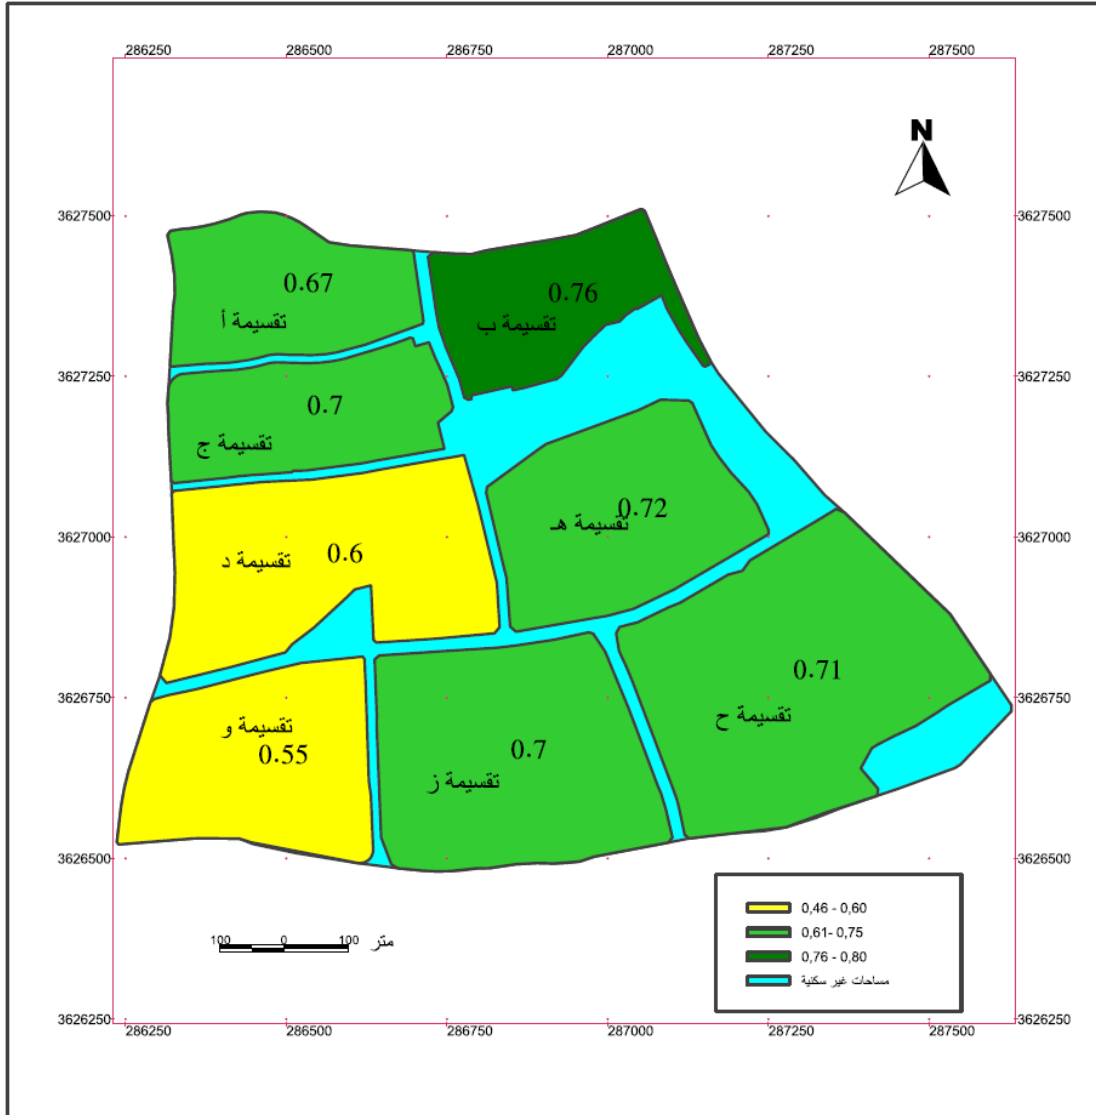 286250 286500 286750 287000 287250 287500
N
3627500 3627500
0.67
0.76
تقسيمة أ
تقسيمة ب
3627250 3627250
0.7
تقسيمة ج
0.72
تقسيمة هـ
3627000 3627000
0.6
تقسيمة د
0.71
3626750 3626750
تقسيمة ح
تقسيمة و
0.55
0.7
تقسيمة ز
3626500 3626500
0,46 - 0,60
0,61- 0,75
0,76 - 0,80
مساحات غير سكنية
100 0 100 متر
3626250 3626250
286250 286500 286750 287000 287250 287500